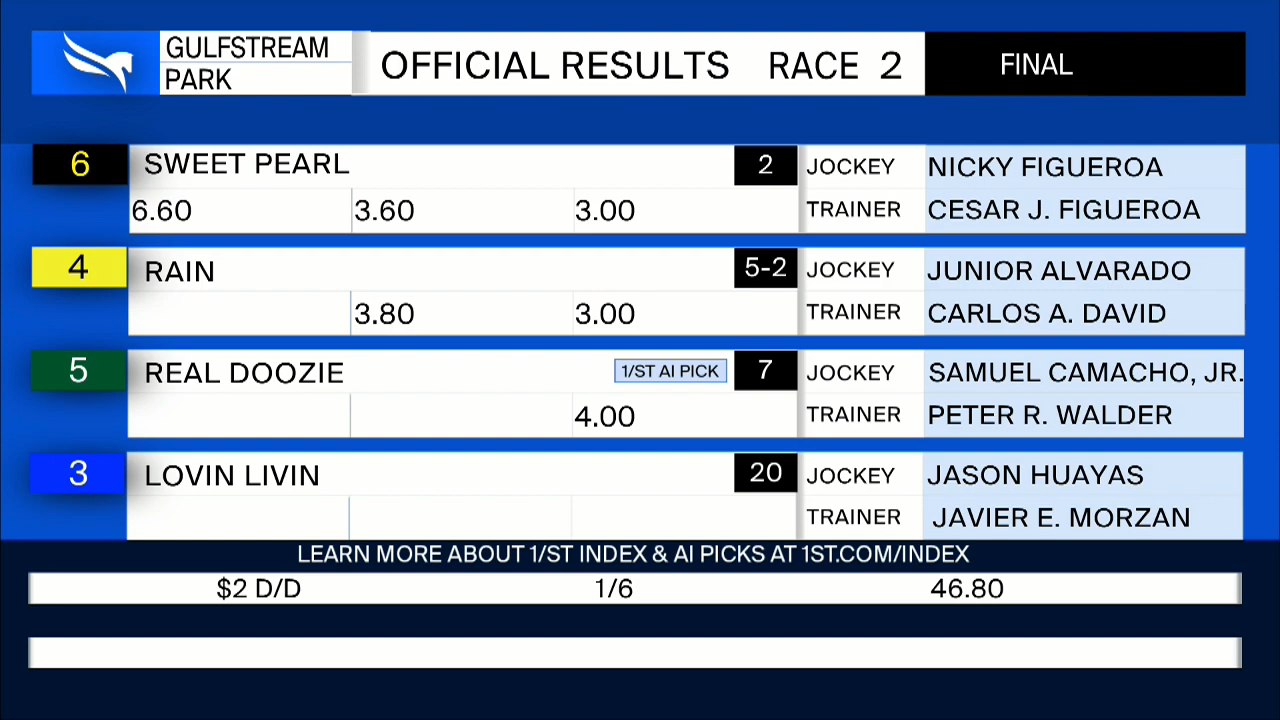 GULFSTREAM
PARK
OFFICIAL RESULTS RACE 2
FINAL
6 SWEET PEARL 2 JOCKEY NICKY FIGUEROA
6.60 3.60 3.00 TRAINER CESAR J. FIGUEROA
4 RAIN 5-2 JOCKEY JUNIOR ALVARADO
3.80 3.00 TRAINER CARLOS A. DAVID
5 REAL DOOZIE 1/ST AI PICK 7 JOCKEY SAMUEL CAMACHO, JR.
4.00 TRAINER PETER R. WALDER
3 LOVIN LIVIN 20 JOCKEY JASON HUAYAS
TRAINER JAVIER E. MORZAN
LEARN MORE ABOUT 1/ST INDEX & AI PICKS AT 1ST.COM/INDEX
$2 D/D 1/6 46.80